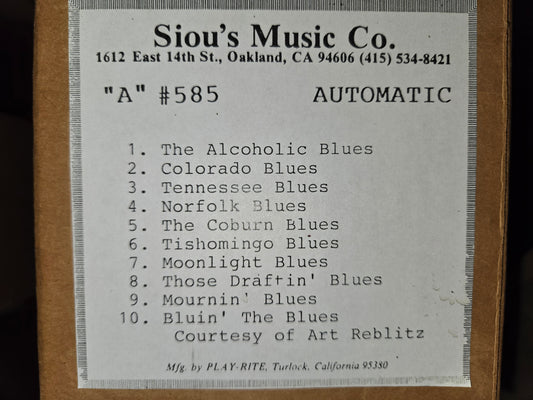 Siou's Music Co.
1612 East 14th St., Oakland, CA 94606 (415) 534-8421
"A" #585 AUTOMATIC
1. The Alcoholic Blues
2. Colorado Blues
3. Tennessee Blues
4. Norfolk Blues
5. The Coburn Blues
6. Tishomingo Blues
7. Moonlight Blues
8. Those Draftin' Blues
9. Mournin' Blues
10. Bluin' The Blues
Courtesy of Art Reblitz
Mfg. by PLAY-RITE, Turlock, California 95380